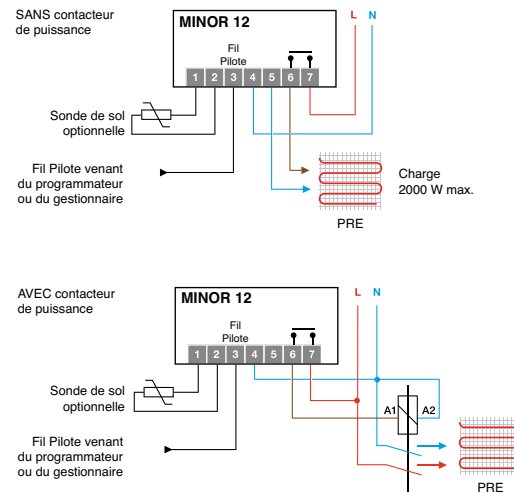 SANS contacteur
de puissance
MINOR 12
L N
Fil
Pilote
1 2 3 4 5 6 7
Sonde de sol
optionnelle
Fil Pilote venant
du programmateur
ou du gestionnaire
Charge
2000 W max.
PRE
AVEC contacteur
de puissance
MINOR 12
L N
Fil
Pilote
1 2 3 4 5 6 7
Sonde de sol
optionnelle
A1 A2
Fil Pilote venant
du programmateur
ou du gestionnaire
PRE